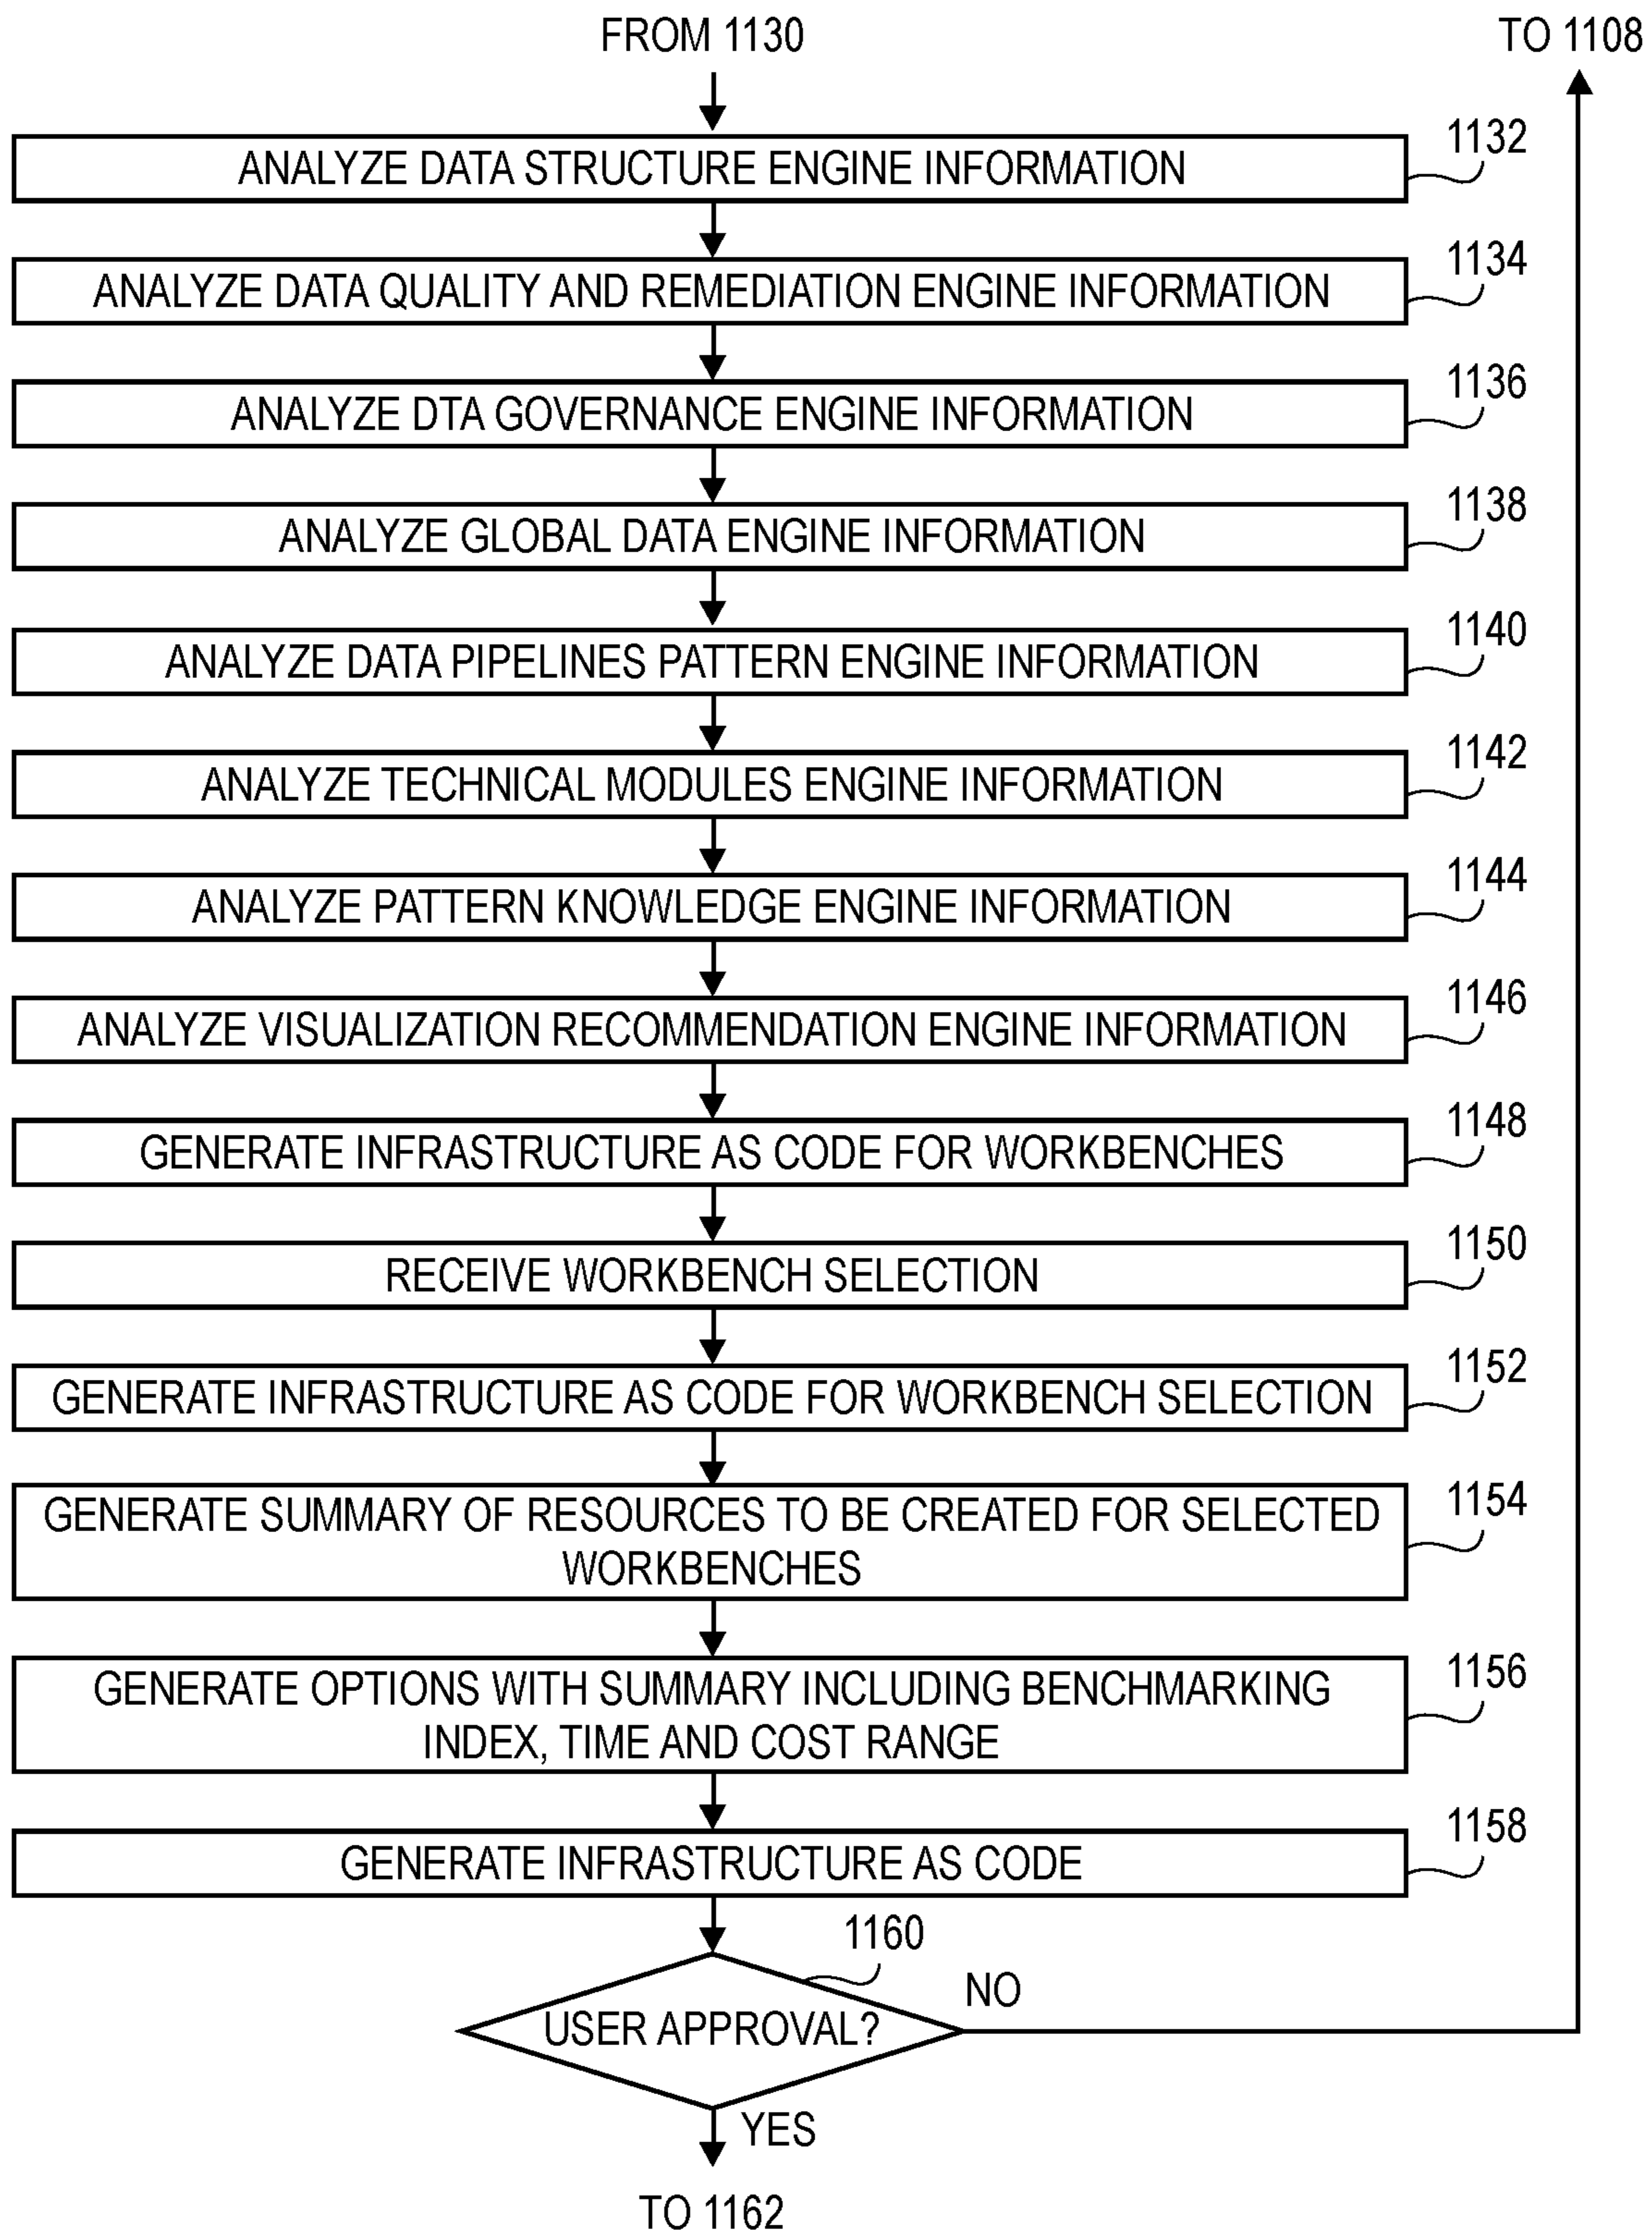 FROM 1130
TO 1108
1132
ANALYZE DATA STRUCTURE ENGINE INFORMATION
1134
ANALYZE DATA QUALITY AND REMEDIATION ENGINE INFORMATION
1136
ANALYZE DTA GOVERNANCE ENGINE INFORMATION
1138
ANALYZE GLOBAL DATA ENGINE INFORMATION
1140
ANALYZE DATA PIPELINES PATTERN ENGINE INFORMATION
1142
ANALYZE TECHNICAL MODULES ENGINE INFORMATION
1144
ANALYZE PATTERN KNOWLEDGE ENGINE INFORMATION
1146
ANALYZE VISUALIZATION RECOMMENDATION ENGINE INFORMATION
1148
GENERATE INFRASTRUCTURE AS CODE FOR WORKBENCHES
1150
RECEIVE WORKBENCH SELECTION
1152
GENERATE INFRASTRUCTURE AS CODE FOR WORKBENCH SELECTION
1154
GENERATE SUMMARY OF RESOURCES TO BE CREATED FOR SELECTED
WORKBENCHES
1156
GENERATE OPTIONS WITH SUMMARY INCLUDING BENCHMARKING
INDEX, TIME AND COST RANGE
1158
GENERATE INFRASTRUCTURE AS CODE
1160
NO
USER APPROVAL?
YES
TO 1162